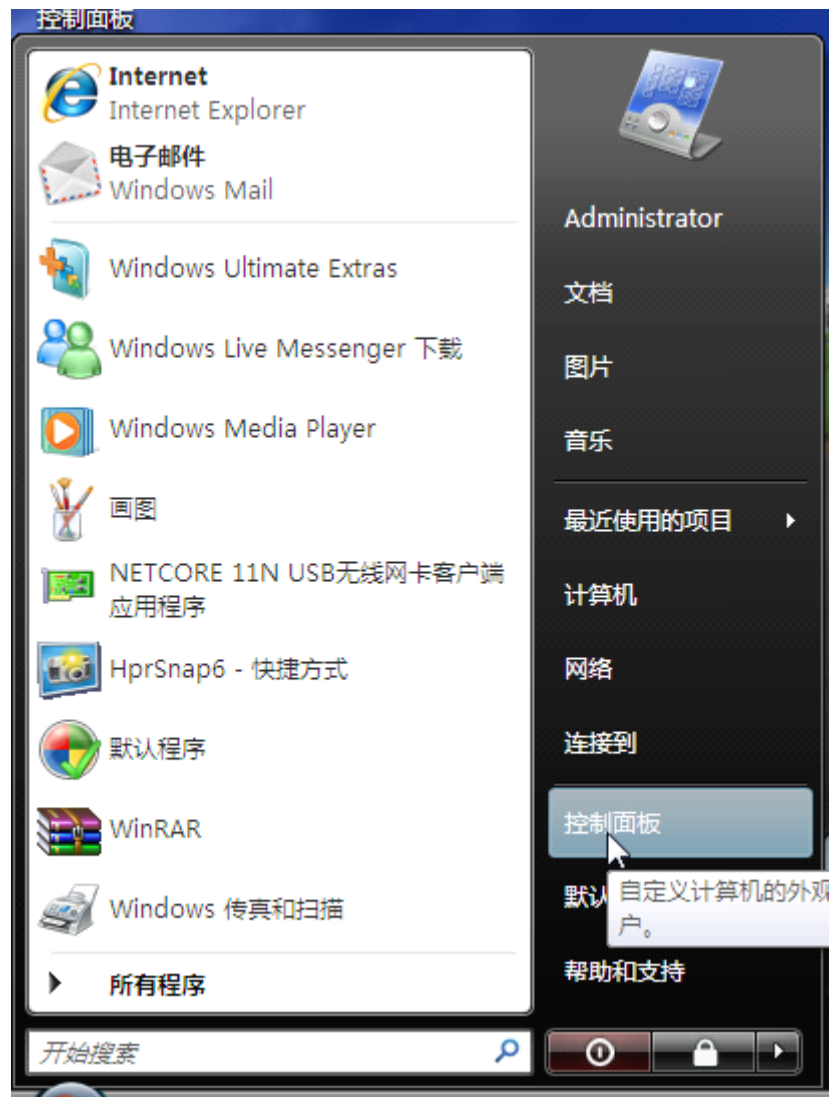 控制面板
Internet
Internet Explorer
电子邮件
Windows Mail
Windows Ultimate Extras
Windows Live Messenger 下载
Windows Media Player
画图
NETCORE 11N USB无线网卡客户端
应用程序
HprSnap6 - 快捷方式
默认程序
WinRAR
Windows 传真和扫描
所有程序
开始搜索
Administrator
文档
图片
音乐
最近使用的项目
计算机
网络
连接到
控制面板
默认
自定义计算机的外观
户。
帮助和支持